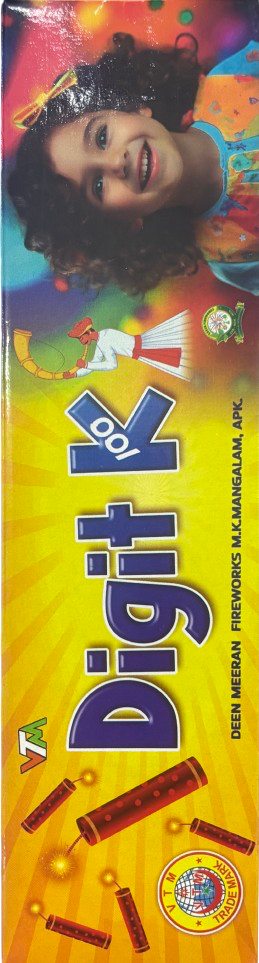 VTM
Digit K
100
DEEN MEERAN FIREWORKS M.K.MANGALAM, APK.
V T M
TRADE MARK